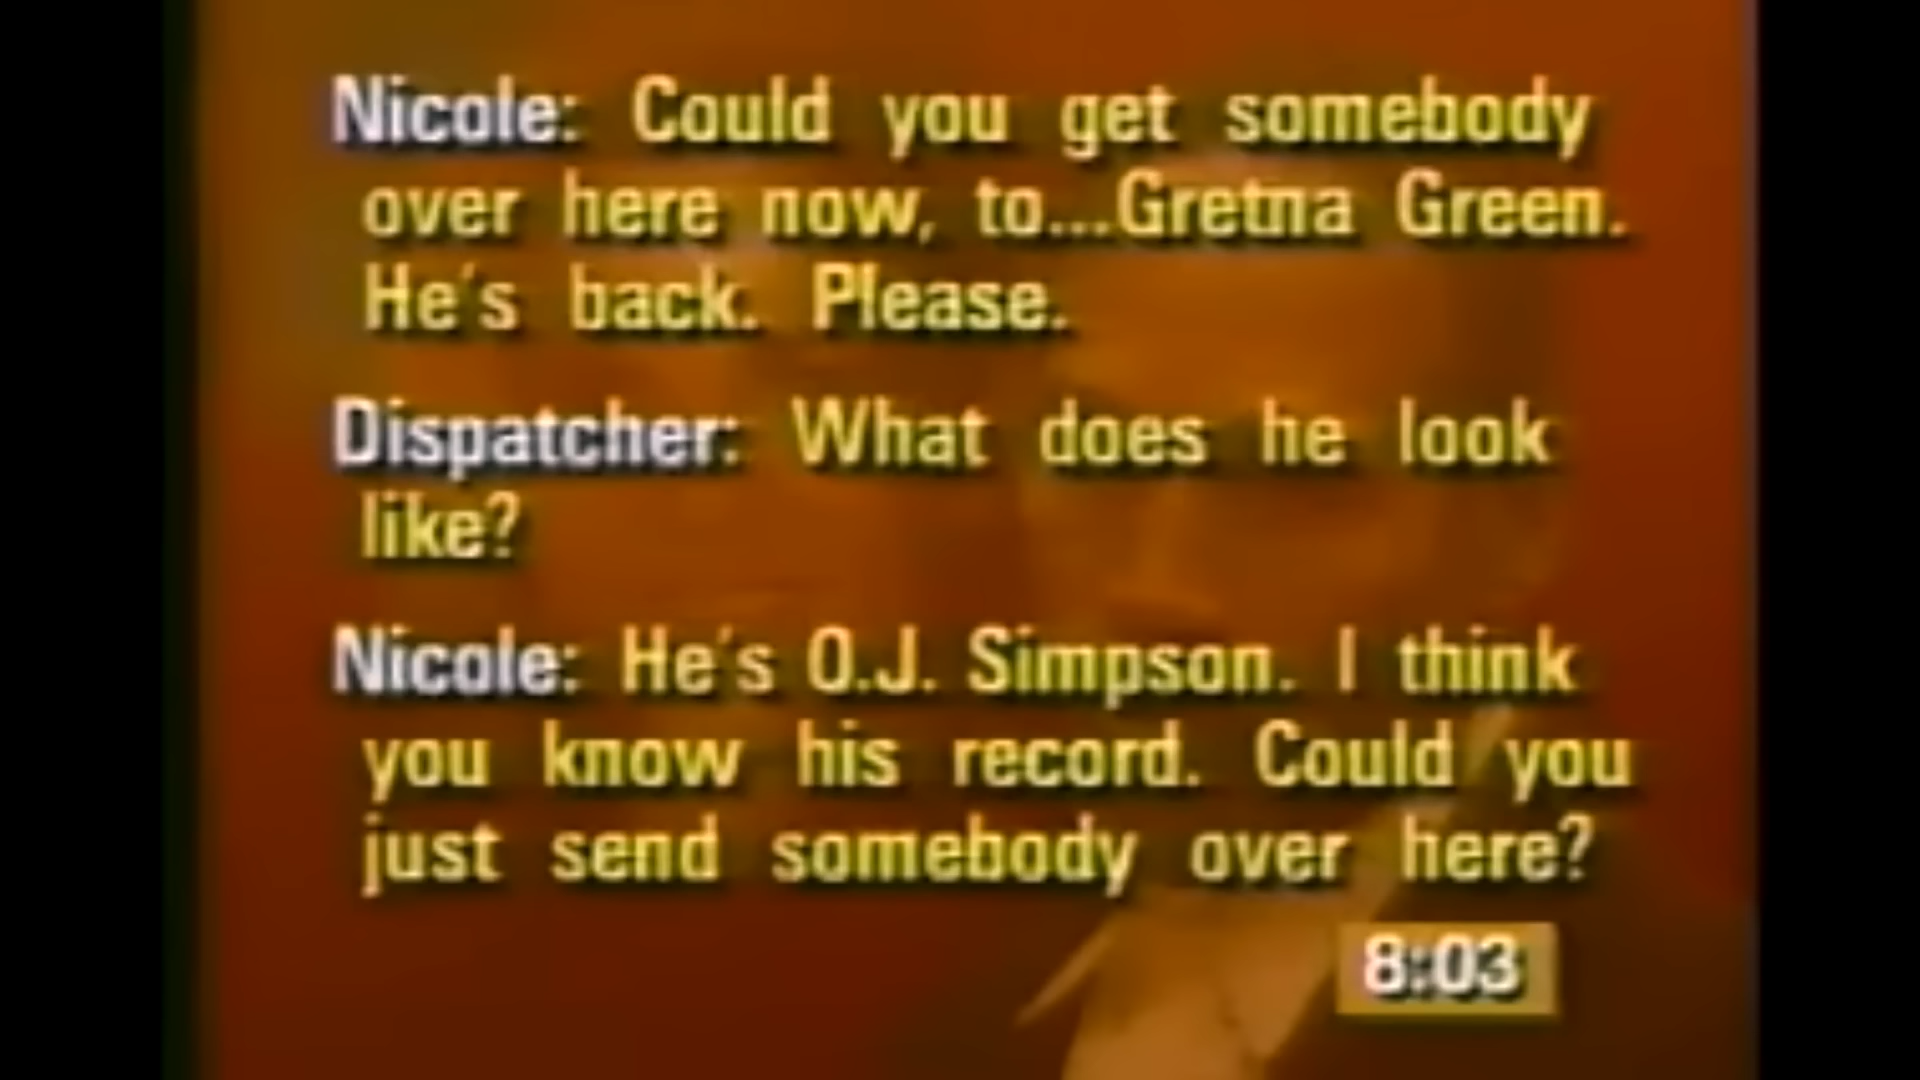 Nicole: Could you get somebody
over here now, to...Gretna Green.
He's back. Please.
Dispatcher: What does he look
like?
Nicole: He's O.J. Simpson. I think
you know his record. Could you
just send somebody over here?
8:03